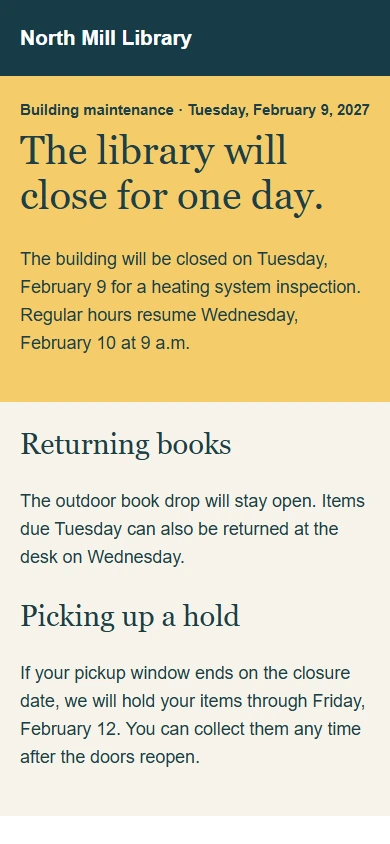 North Mill Library
Building maintenance · Tuesday, February 9, 2027
The library will
close for one day.
The building will be closed on Tuesday,
February 9 for a heating system inspection.
Regular hours resume Wednesday,
February 10 at 9 a.m.
Returning books
The outdoor book drop will stay open. Items
due Tuesday can also be returned at the
desk on Wednesday.
Picking up a hold
If your pickup window ends on the closure
date, we will hold your items through Friday,
February 12. You can collect them any time
after the doors reopen.